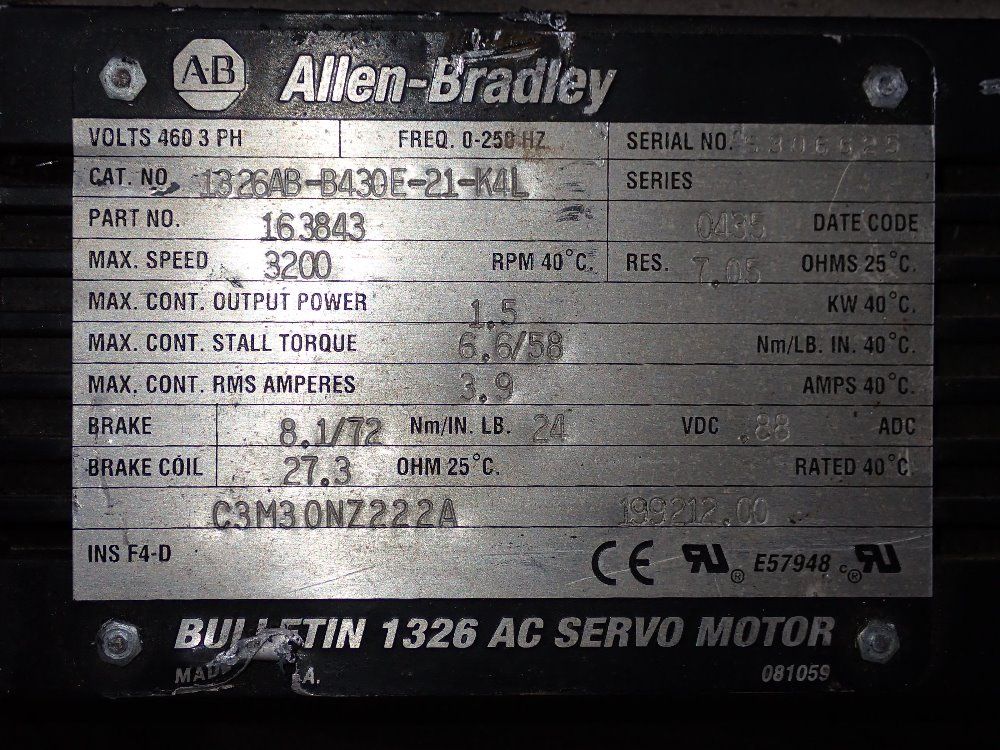 AB Allen-Bradley
VOLTS 460 3 PH FREQ. 0-250 HZ SERIAL NO.
CAT. NO. 1326AB-B430E-21-K4L SERIES
PART NO. 163843 0435 DATE CODE
MAX. SPEED 3200 RPM 40°C. RES. 7.05 OHMS 25°C.
MAX. CONT. OUTPUT POWER 1.5 KW 40°C.
MAX. CONT. STALL TORQUE 6.6/58 Nm/LB. IN. 40°C.
MAX. CONT. RMS AMPERES 3.9 AMPS 40°C.
BRAKE 8.1/72 Nm/IN. LB. 24 VDC .88 ADC
BRAKE COIL 27.3 OHM 25°C. RATED 40°C.
C3M30NZ222A 199212.00
INS F4-D CE RU® E57948 c®RU
BULLETIN 1326 AC SERVO MOTOR
081059